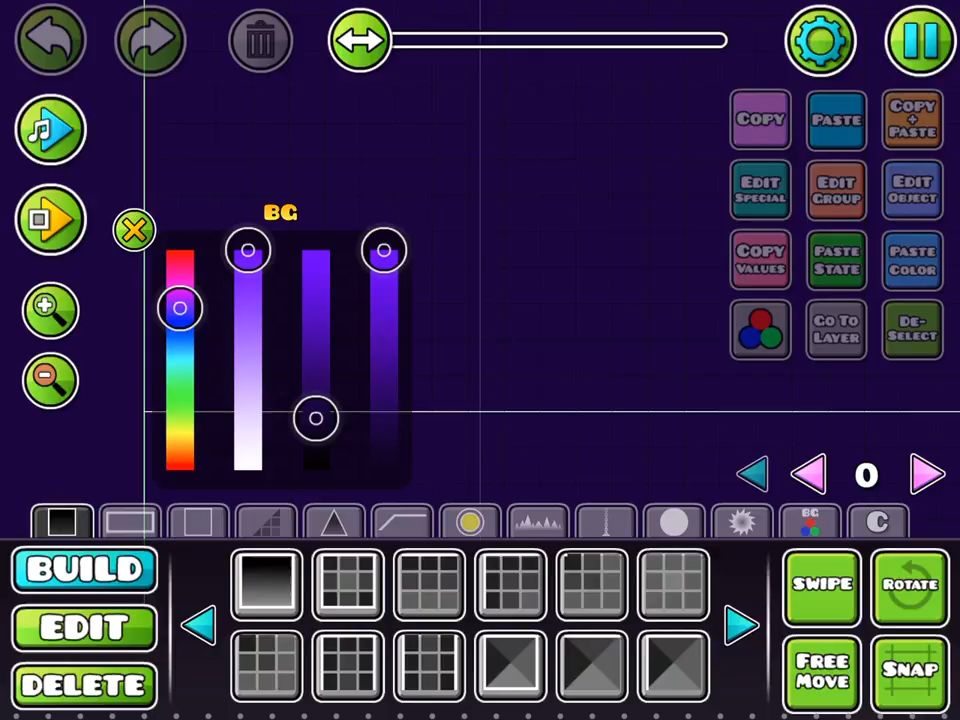 COPY
PASTE
COPY
+
PASTE
EDIT
SPECIAL
EDIT
GROUP
EDIT
OBJECT
BG
COPY
VALUES
PASTE
STATE
PASTE
COLOR
GO TO
LAYER
DE-
SELECT
0
BG
C
BUILD
EDIT
DELETE
SWIPE
ROTATE
FREE
MOVE
SNAP